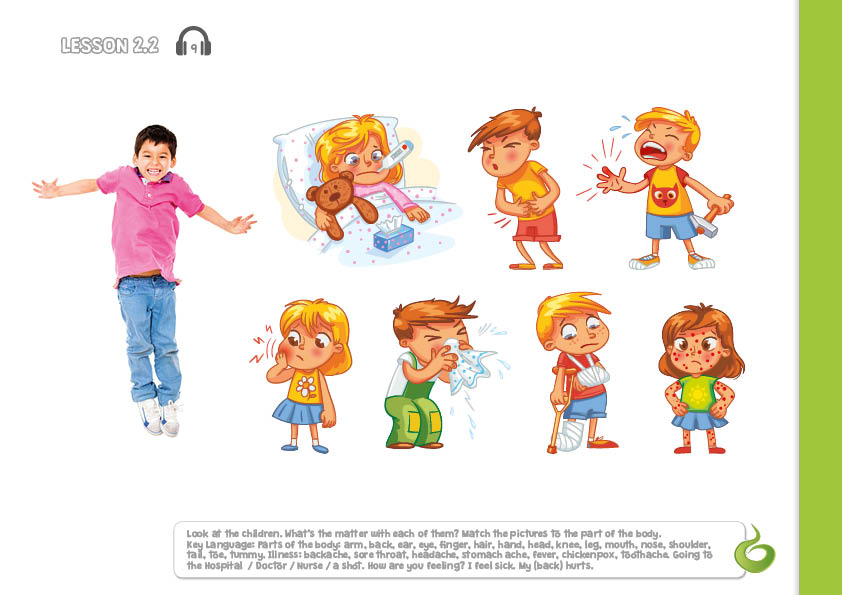 LESSON 2.2
9
Look at the children. What's the matter with each of them? Match the pictures to the part of the body.
Key Language: Parts of the body: arm, back, ear, eye, finger, hair, hand, head, knee, leg, mouth, nose, shoulder,
tail, toe, tummy. Illness: backache, sore throat, headache, stomach ache, fever, chickenpox, toothache. Going to
the Hospital / Doctor / Nurse / a shot. How are you feeling? I feel sick. My (back) hurts.